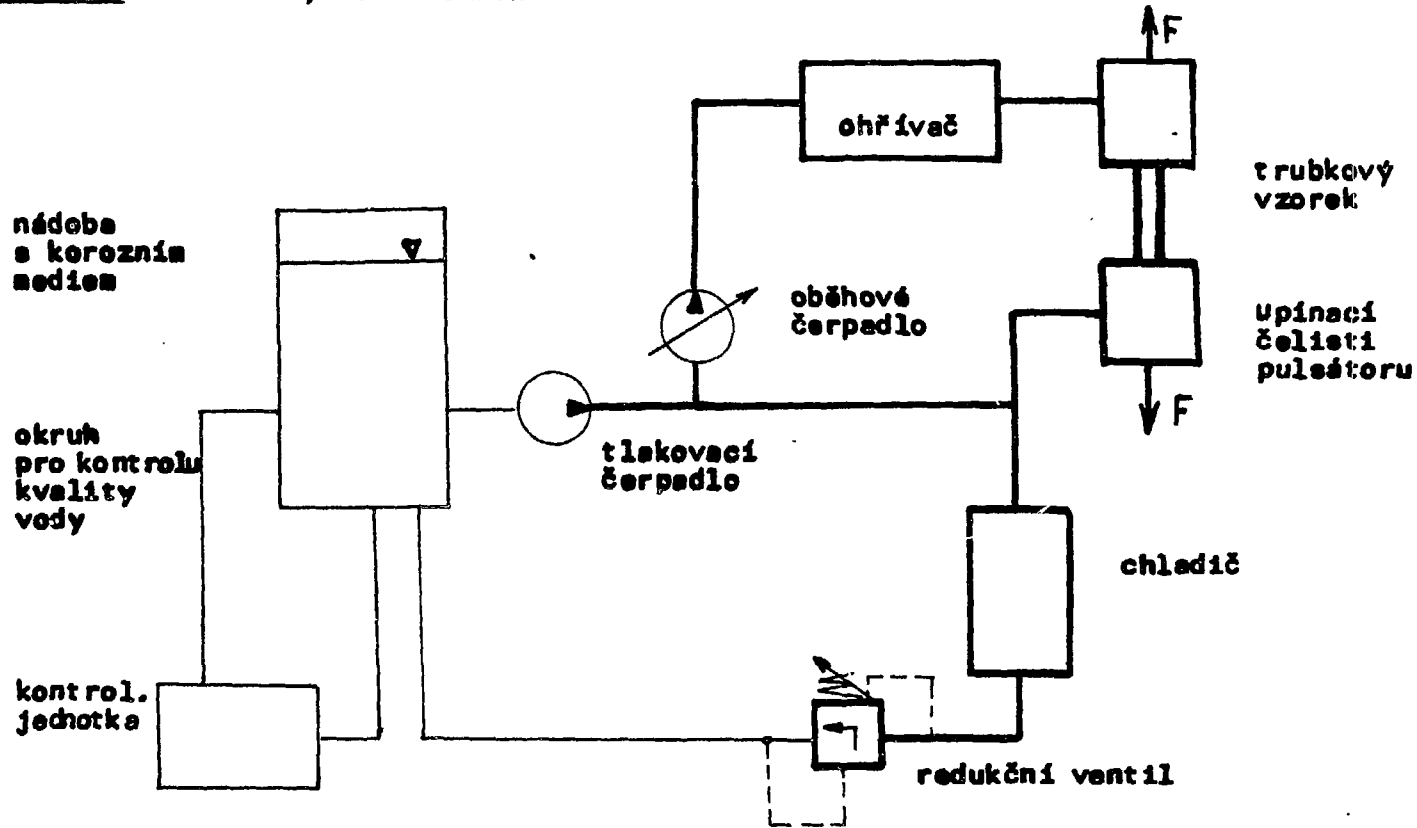 F
ohřívač
trubkový
vzorek
nádoba
s korozním
mediem
oběhové
čerpadlo
upínací
čelisti
pulsátoru
F
okruh
pro kontrolu
kvality
vody
tlakovací
čerpadlo
chladič
kontrol.
jednotka
redukční ventil